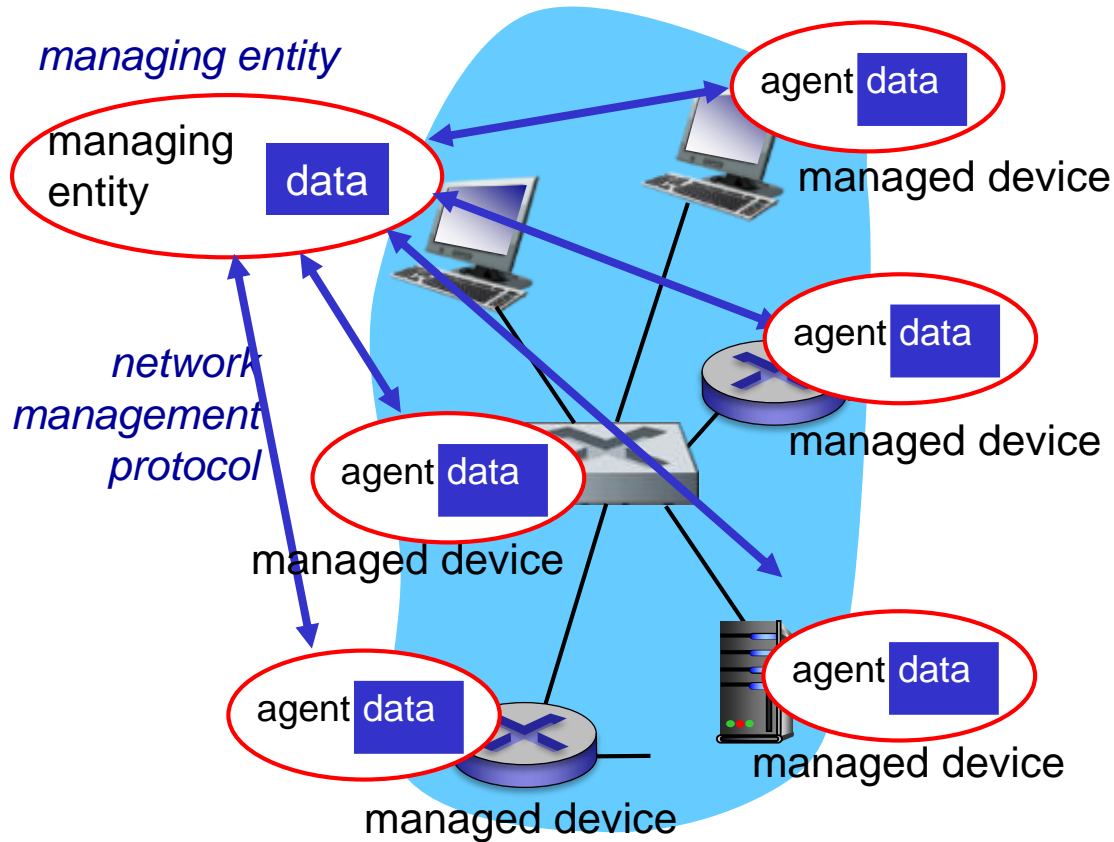 managing entity
managing
entity
data
agent data
managed device
agent data
managed device
network
management
protocol
agent data
managed device
agent data
managed device
agent data
managed device